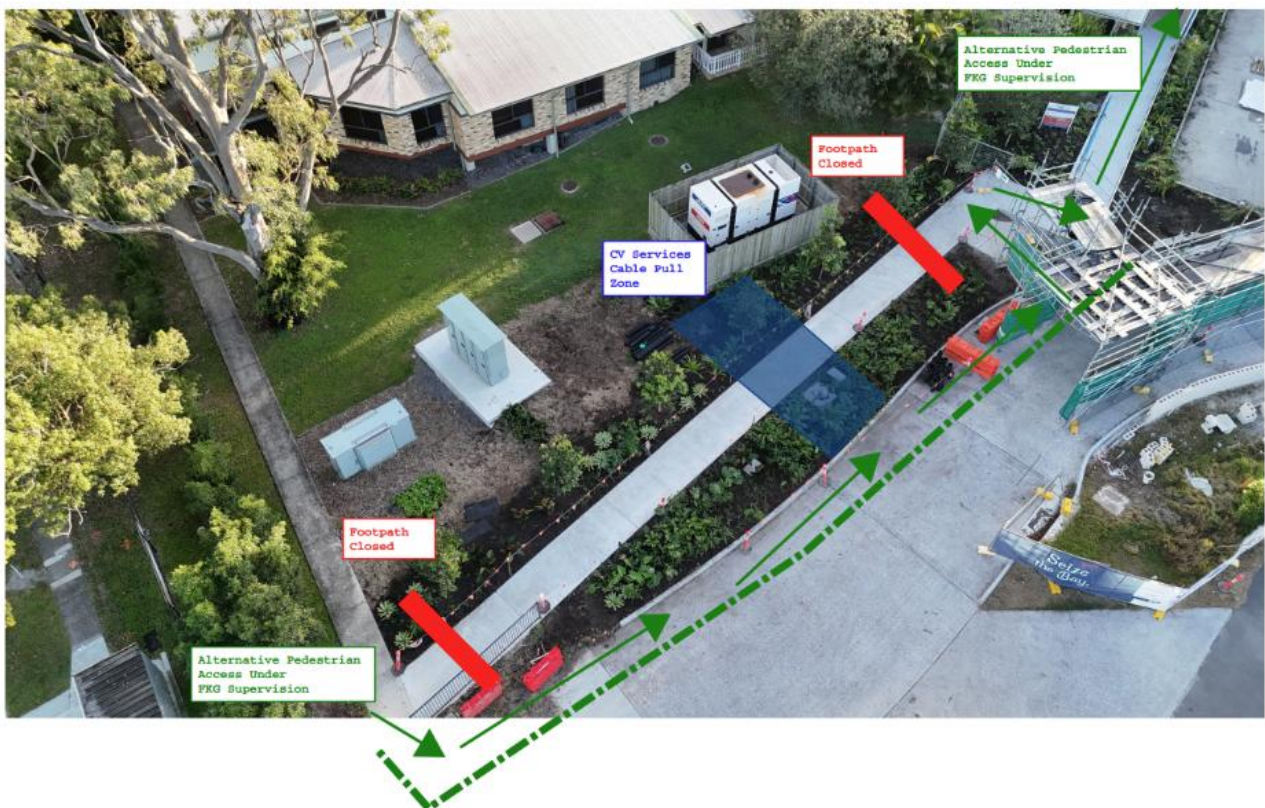 Alternative Pedestrian
Access Under
FKG Supervision
Footpath
Closed
CV Services
Cable Pull
Zone
Footpath
Closed
Seize
the Bay.
Alternative Pedestrian
Access Under
FKG Supervision